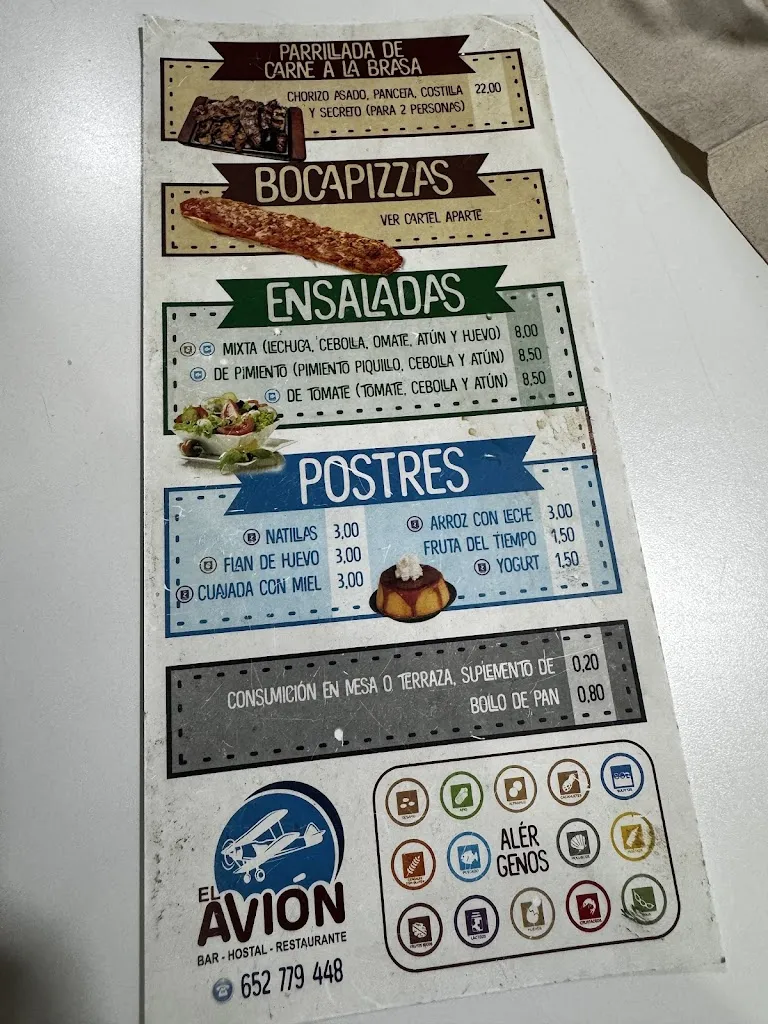 PARRILLADA DE
CARNE A LA BRASA
CHORIZO ASADO, PANCETA, COSTILLA 22,00
Y SECRETO (PARA 2 PERSONAS)
BOCAPIZZAS
VER CARTEL APARTE
ENSALADAS
MIXTA (LECHUGA, CEBOLLA, OMATE, ATÚN Y HUEVO) 8,00
DE PIMIENTO (PIMIENTO PIQUILLO, CEBOLLA Y ATÚN) 8,50
DE TOMATE (TOMATE, CEBOLLA Y ATÚN) 8,50
POSTRES
NATILLAS 3,00
FLAN DE HUEVO 3,00
CUAJADA CON MIEL 3,00
ARROZ CON LECHE 3,00
FRUTA DEL TIEMPO 1,50
YOGURT 1,50
CONSUMICIÓN EN MESA O TERRAZA, SUPLEMENTO DE 0,20
BOLLO DE PAN 0,80
EL
AVIÓN
BAR - HOSTAL - RESTAURANTE
652 779 448
ALÉR
GENOS